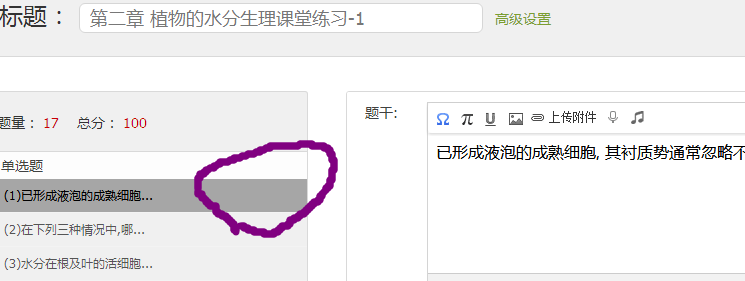 标题： 第二章 植物的水分生理课堂练习-1 高级设置
题量： 17 总分： 100
单选题
(1)已形成液泡的成熟细胞...
(2)在下列三种情况中,哪...
(3)水分在根及叶的活细胞...
题干:
Ω π U 上传附件
已形成液泡的成熟细胞, 其衬质势通常忽略不